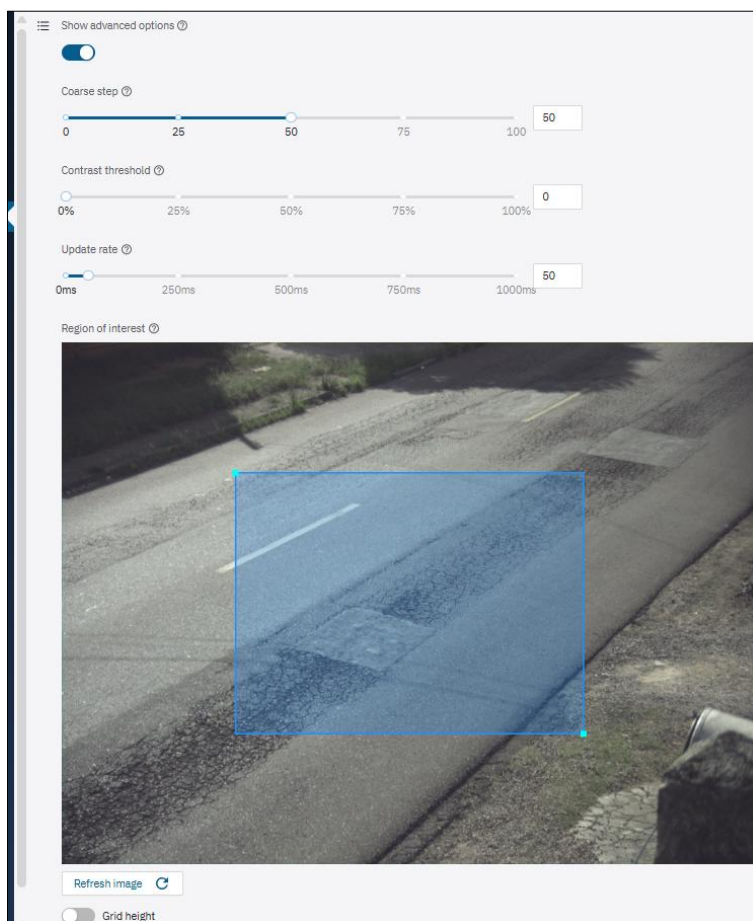 Show advanced options
Coarse step
50
0 25 50 75 100
Contrast threshold
0
0% 25% 50% 75% 100%
Update rate
50
0ms 250ms 500ms 750ms 1000ms
Region of interest
Refresh image
Grid height